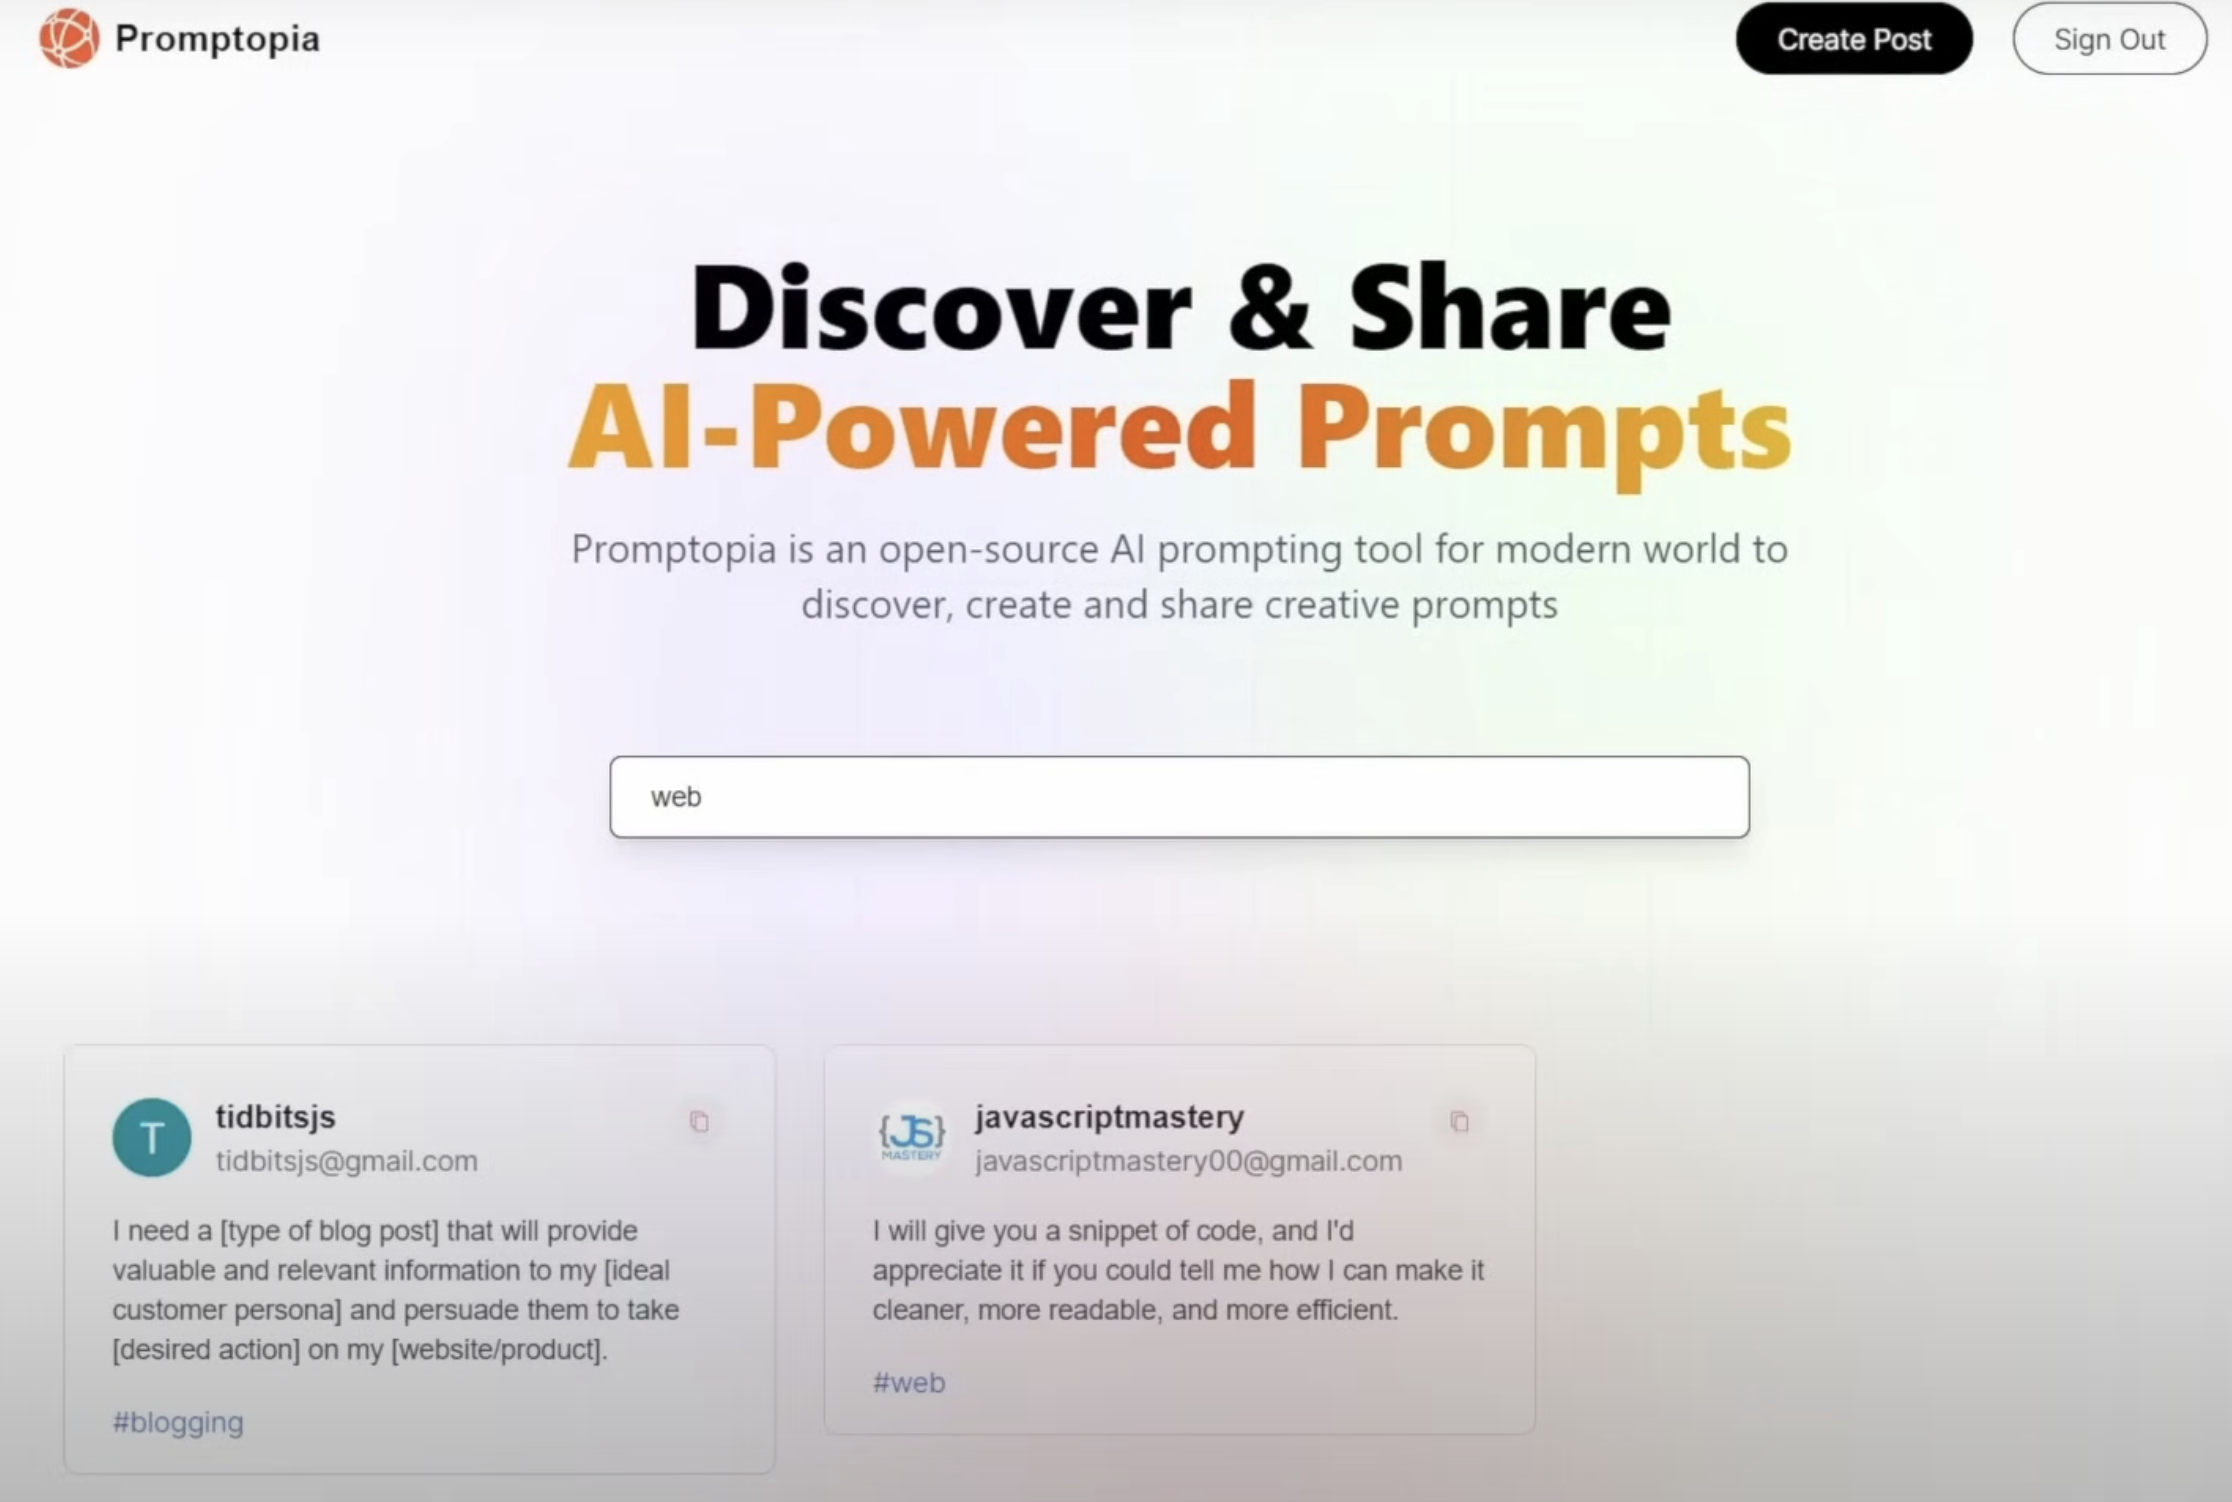 Promptopia
Create Post
Sign Out
Discover & Share
AI-Powered Prompts
Promptopia is an open-source AI prompting tool for modern world to
discover, create and share creative prompts
web
T
tidbitsjs
tidbitsjs@gmail.com
I need a [type of blog post] that will provide
valuable and relevant information to my [ideal
customer persona] and persuade them to take
[desired action] on my [website/product].
#blogging
{JS}
MASTERY
javascriptmastery
javascriptmastery00@gmail.com
I will give you a snippet of code, and I'd
appreciate it if you could tell me how I can make it
cleaner, more readable, and more efficient.
#web